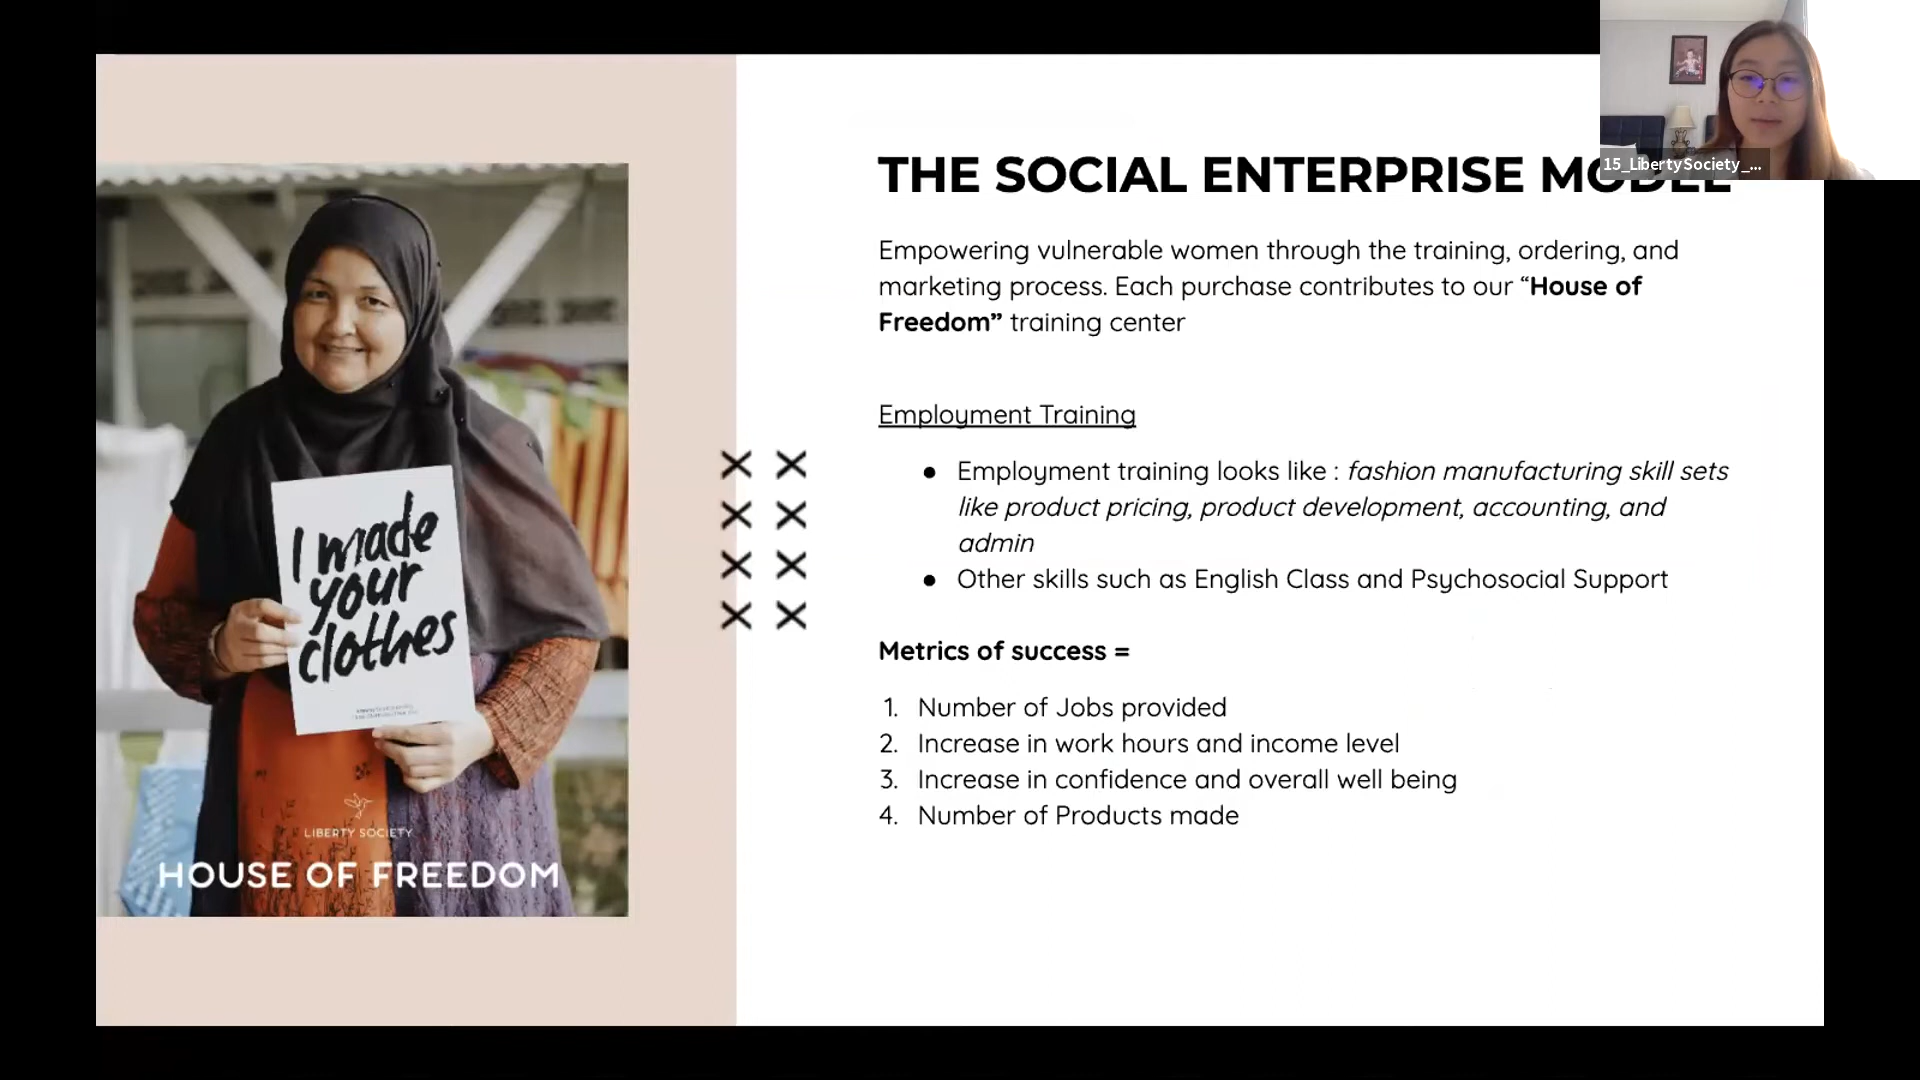 15_LibertySociety_...
THE SOCIAL ENTERPRISE MODEL
Empowering vulnerable women through the training, ordering, and
marketing process. Each purchase contributes to our “House of
Freedom” training center
Employment Training
● Employment training looks like : fashion manufacturing skill sets
like product pricing, product development, accounting, and
admin
● Other skills such as English Class and Psychosocial Support
Metrics of success =
1. Number of Jobs provided
2. Increase in work hours and income level
3. Increase in confidence and overall well being
4. Number of Products made
I made
your
clothes
LIBERTY SOCIETY
HOUSE OF FREEDOM